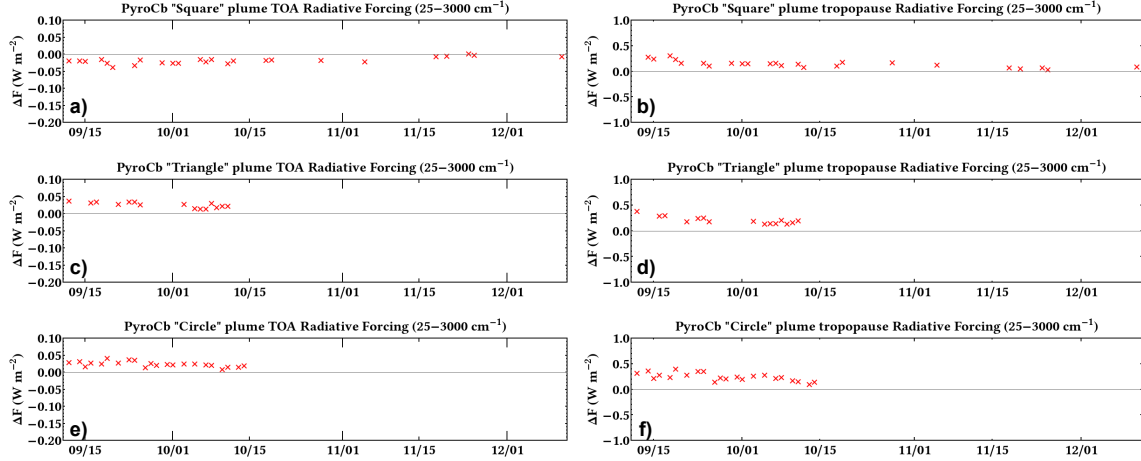 PyroCb "Square" plume TOA Radiative Forcing (25−3000 cm⁻¹)
0.10
0.05
0.00
−0.05
−0.10
−0.15
−0.20
ΔF (W m⁻²)
a)
09/15 10/01 10/15 11/01 11/15 12/01
PyroCb "Square" plume tropopause Radiative Forcing (25−3000 cm⁻¹)
1.0
0.5
0.0
−0.5
−1.0
ΔF (W m⁻²)
b)
09/15 10/01 10/15 11/01 11/15 12/01
PyroCb "Triangle" plume TOA Radiative Forcing (25−3000 cm⁻¹)
0.10
0.05
0.00
−0.05
−0.10
−0.15
−0.20
ΔF (W m⁻²)
c)
09/15 10/01 10/15 11/01 11/15 12/01
PyroCb "Triangle" plume tropopause Radiative Forcing (25−3000 cm⁻¹)
1.0
0.5
0.0
−0.5
−1.0
ΔF (W m⁻²)
d)
09/15 10/01 10/15 11/01 11/15 12/01
PyroCb "Circle" plume TOA Radiative Forcing (25−3000 cm⁻¹)
0.10
0.05
0.00
−0.05
−0.10
−0.15
−0.20
ΔF (W m⁻²)
e)
09/15 10/01 10/15 11/01 11/15 12/01
PyroCb "Circle" plume tropopause Radiative Forcing (25−3000 cm⁻¹)
1.0
0.5
0.0
−0.5
−1.0
ΔF (W m⁻²)
f)
09/15 10/01 10/15 11/01 11/15 12/01